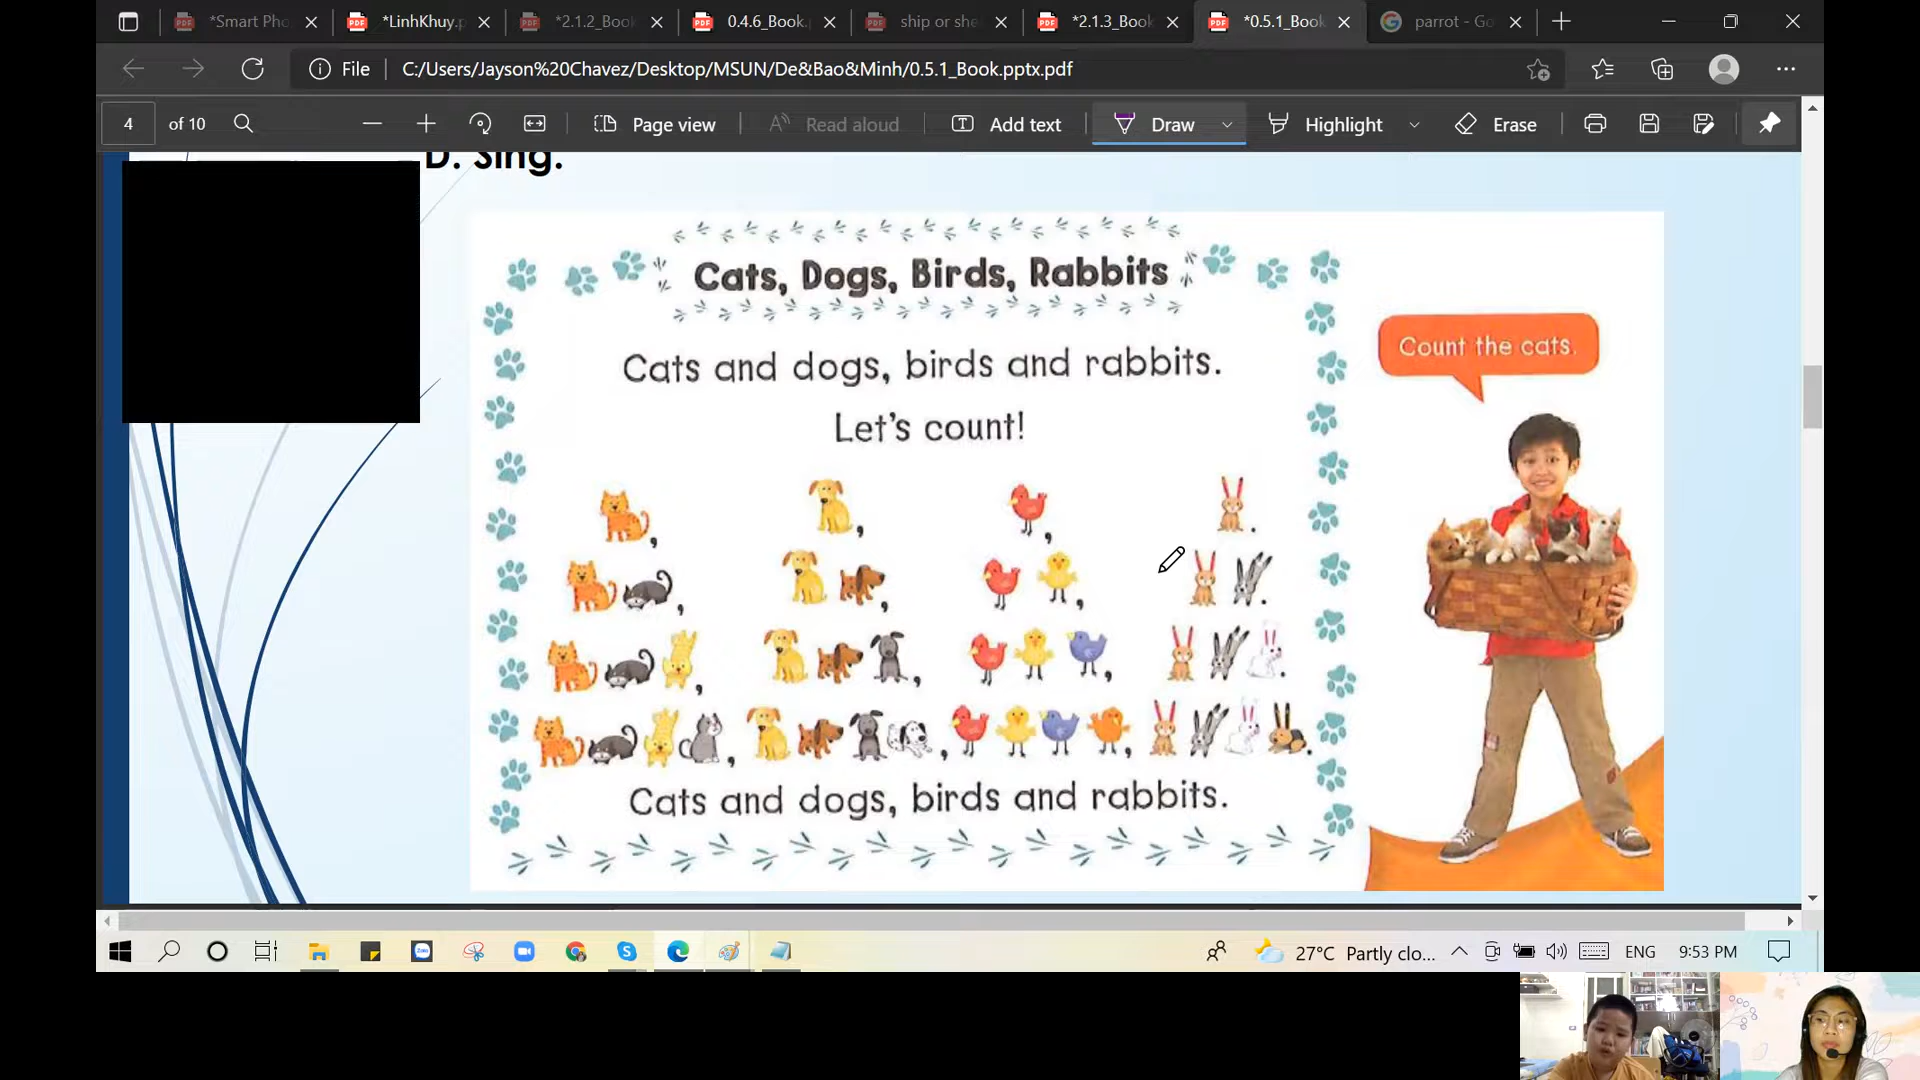 *Smart Pho
*LinhKhuy.p
*2.1.2_Book
0.4.6_Book.
ship or she
*2.1.3_Book
*0.5.1_Book
parrot - Go
File
C:/Users/Jayson%20Chavez/Desktop/MSUN/De&Bao&Minh/0.5.1_Book.pptx.pdf
4 of 10
Page view
Read aloud
Add text
Draw
Highlight
Erase
D. Sing.
Cats, Dogs, Birds, Rabbits
Cats and dogs, birds and rabbits.
Let's count!
Count the cats.
Cats and dogs, birds and rabbits.
27°C Partly clo...
ENG
9:53 PM